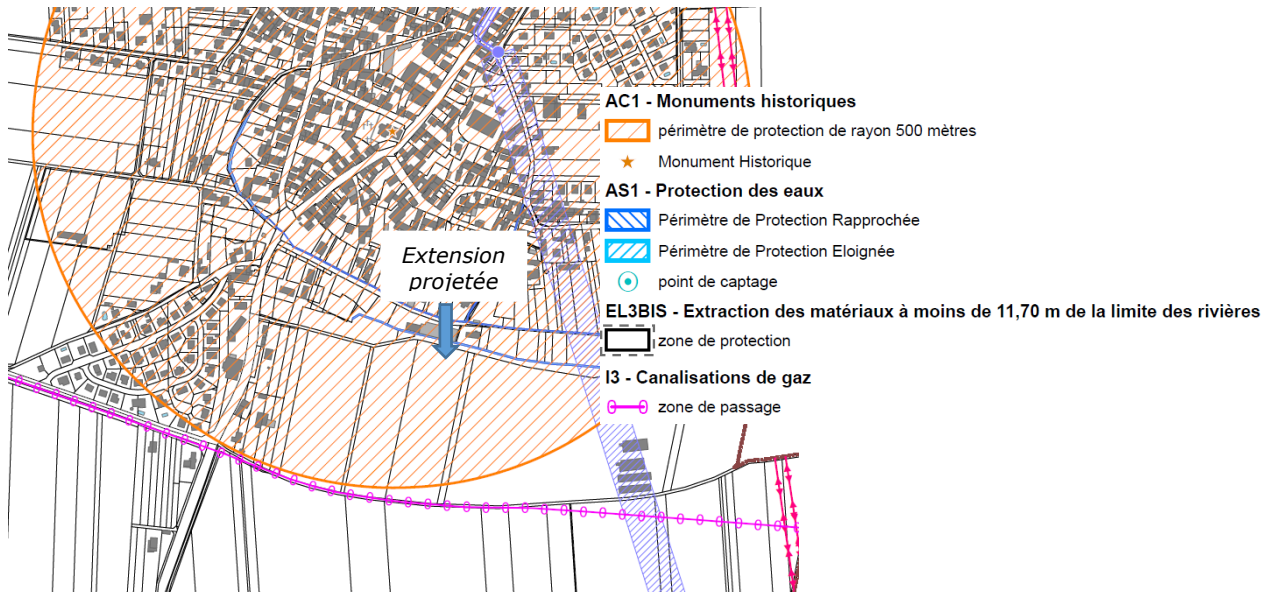 AC1 - Monuments historiques
périmètre de protection de rayon 500 mètres
Monument Historique
AS1 - Protection des eaux
Périmètre de Protection Rapprochée
Périmètre de Protection Eloignée
point de captage
EL3BIS - Extraction des matériaux à moins de 11,70 m de la limite des rivières
zone de protection
I3 - Canalisations de gaz
zone de passage
Extension
projetée